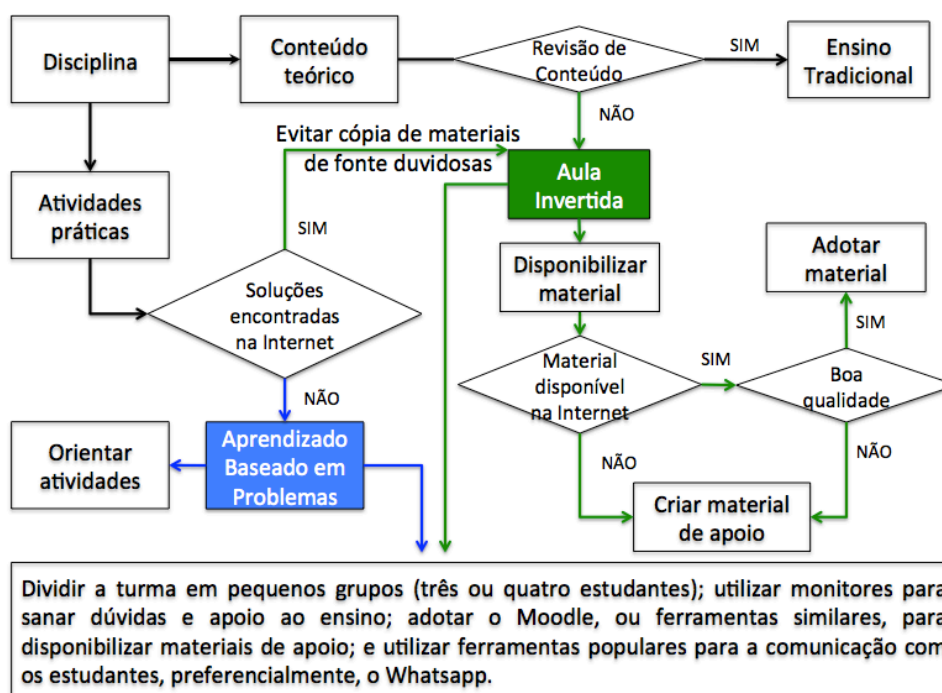 Disciplina
Conteúdo
teórico
Revisão de
Conteúdo
SIM
Ensino
Tradicional
NÃO
Evitar cópia de materiais
de fonte duvidosas
Aula
Invertida
Atividades
práticas
SIM
Soluções
encontradas
na Internet
Disponibilizar
material
Adotar
material
SIM
Material
disponível
na Internet
SIM
Boa
qualidade
NÃO
NÃO
NÃO
Orientar
atividades
Aprendizado
Baseado em
Problemas
Criar material
de apoio
Dividir a turma em pequenos grupos (três ou quatro estudantes); utilizar monitores para
sanar dúvidas e apoio ao ensino; adotar o Moodle, ou ferramentas similares, para
disponibilizar materiais de apoio; e utilizar ferramentas populares para a comunicação com
os estudantes, preferencialmente, o Whatsapp.